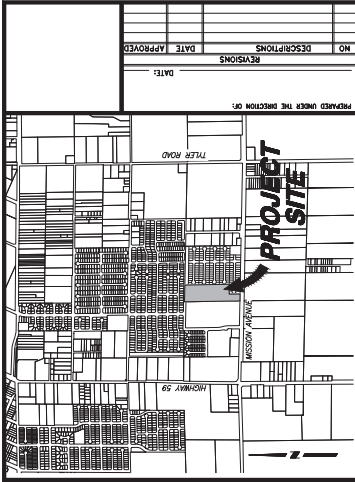 NO DESCRIPTIONS DATE APPROVED
REVISIONS
DATE:
PREPARED UNDER THE DIRECTION OF:
TYLER ROAD
PROJECT
SITE
MISSION AVENUE
HIGHWAY 59
N